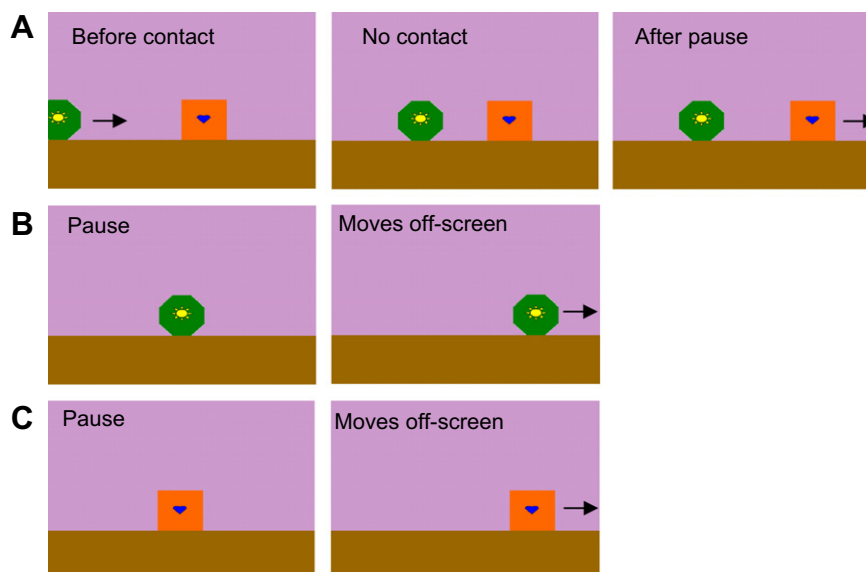 A
Before contact
No contact
After pause
B
Pause
Moves off-screen
C
Pause
Moves off-screen